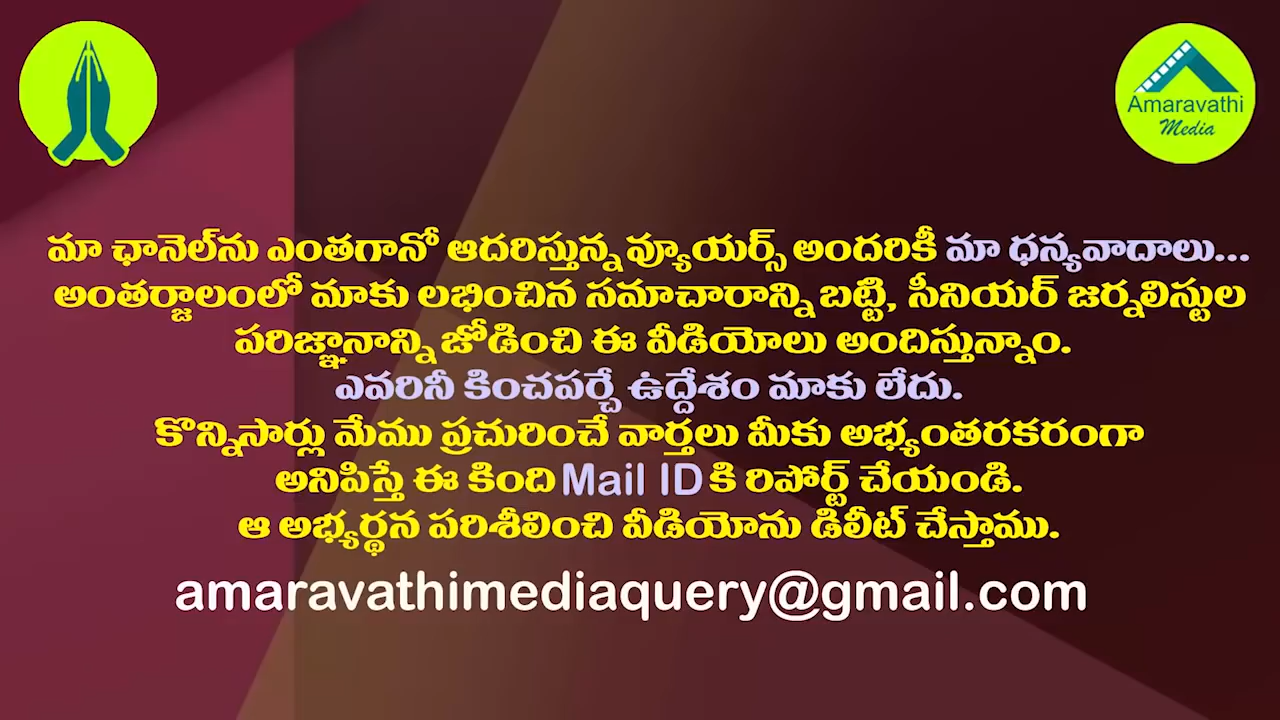 Amaravathi
Media
మా ఛానెల్‌ను ఎంతగానో ఆదరిస్తున్న వ్యూయర్స్ అందరికీ మా ధన్యవాదాలు...
అంతర్జాలంలో మాకు లభించిన సమాచారాన్ని బట్టి, సీనియర్ జర్నలిస్టుల
పరిజ్ఞానాన్ని జోడించి ఈ వీడియోలు అందిస్తున్నాం.
ఎవరినీ కించపర్చే ఉద్దేశం మాకు లేదు.
కొన్నిసార్లు మేము ప్రచురించే వార్తలు మీకు అభ్యంతరకరంగా
అనిపిస్తే ఈ కింది Mail ID కి రిపోర్ట్ చేయండి.
ఆ అభ్యర్థన పరిశీలించి వీడియోను డిలీట్ చేస్తాము.
amaravathimediaquery@gmail.com